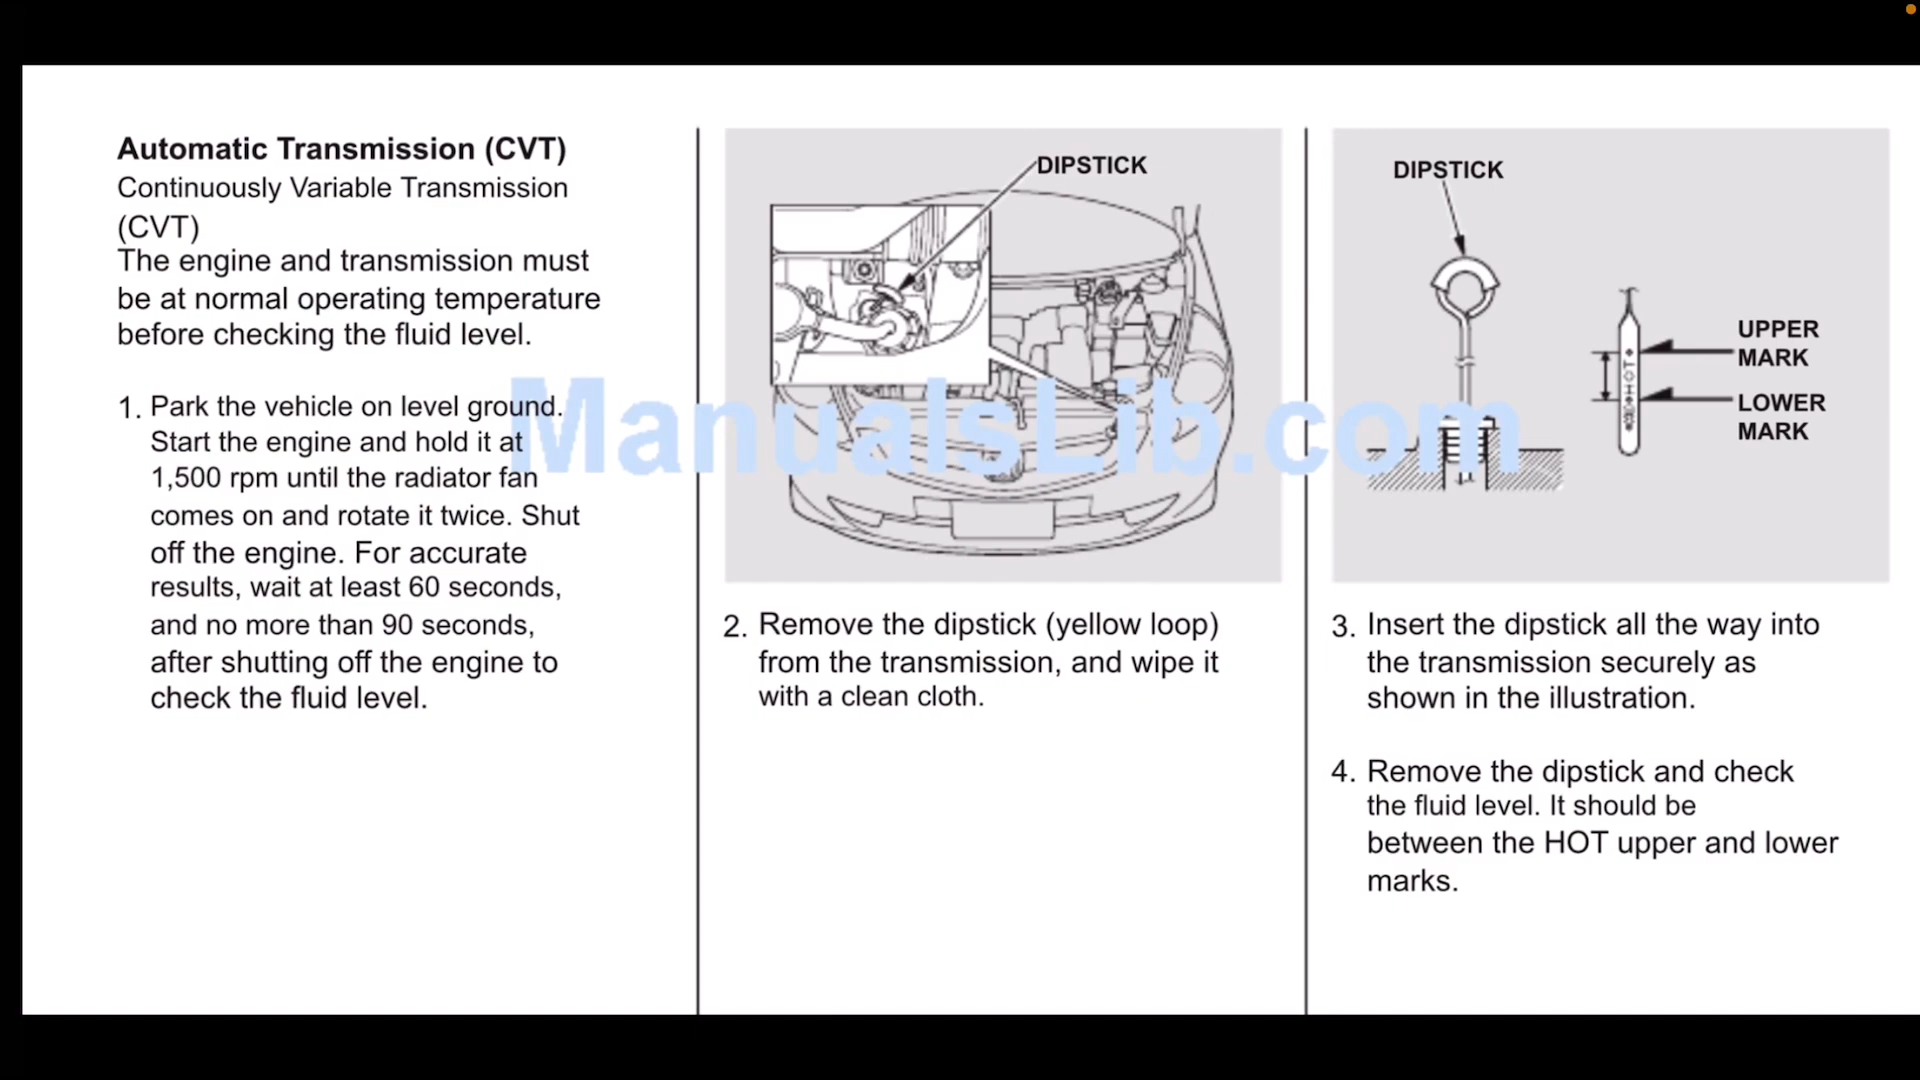 Automatic Transmission (CVT)
Continuously Variable Transmission
(CVT)
The engine and transmission must
be at normal operating temperature
before checking the fluid level.
1. Park the vehicle on level ground.
Start the engine and hold it at
1,500 rpm until the radiator fan
comes on and rotate it twice. Shut
off the engine. For accurate
results, wait at least 60 seconds,
and no more than 90 seconds,
after shutting off the engine to
check the fluid level.
DIPSTICK
2. Remove the dipstick (yellow loop)
from the transmission, and wipe it
with a clean cloth.
DIPSTICK
UPPER
MARK
LOWER
MARK
HOT
3. Insert the dipstick all the way into
the transmission securely as
shown in the illustration.
4. Remove the dipstick and check
the fluid level. It should be
between the HOT upper and lower
marks.
ManualsLib.com